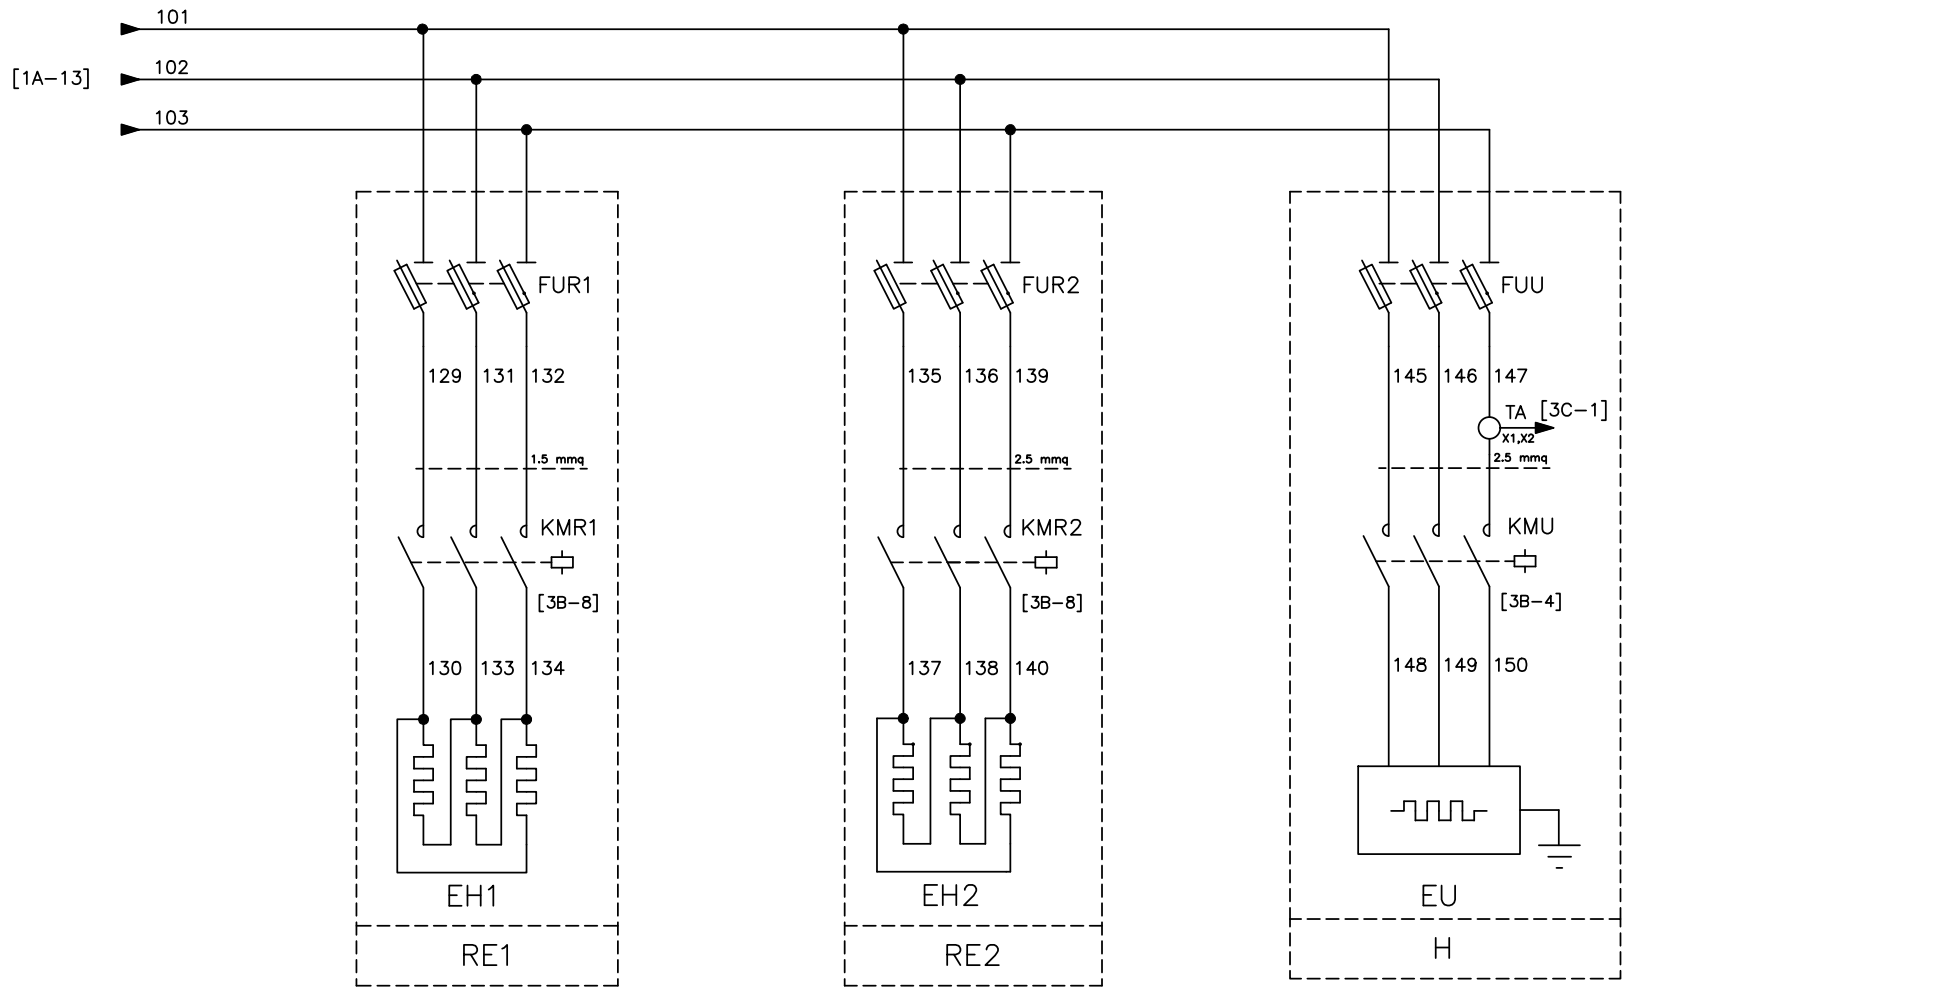 101
[1A-13]
102
103
FUR1
FUR2
FUU
129 131 132
135 136 139
145 146 147
TA [3C-1]
X1,X2
1.5 mmq
2.5 mmq
2.5 mmq
KMR1
KMR2
KMU
[3B-8]
[3B-8]
[3B-4]
130 133 134
137 138 140
148 149 150
EH1
EH2
EU
RE1
RE2
H